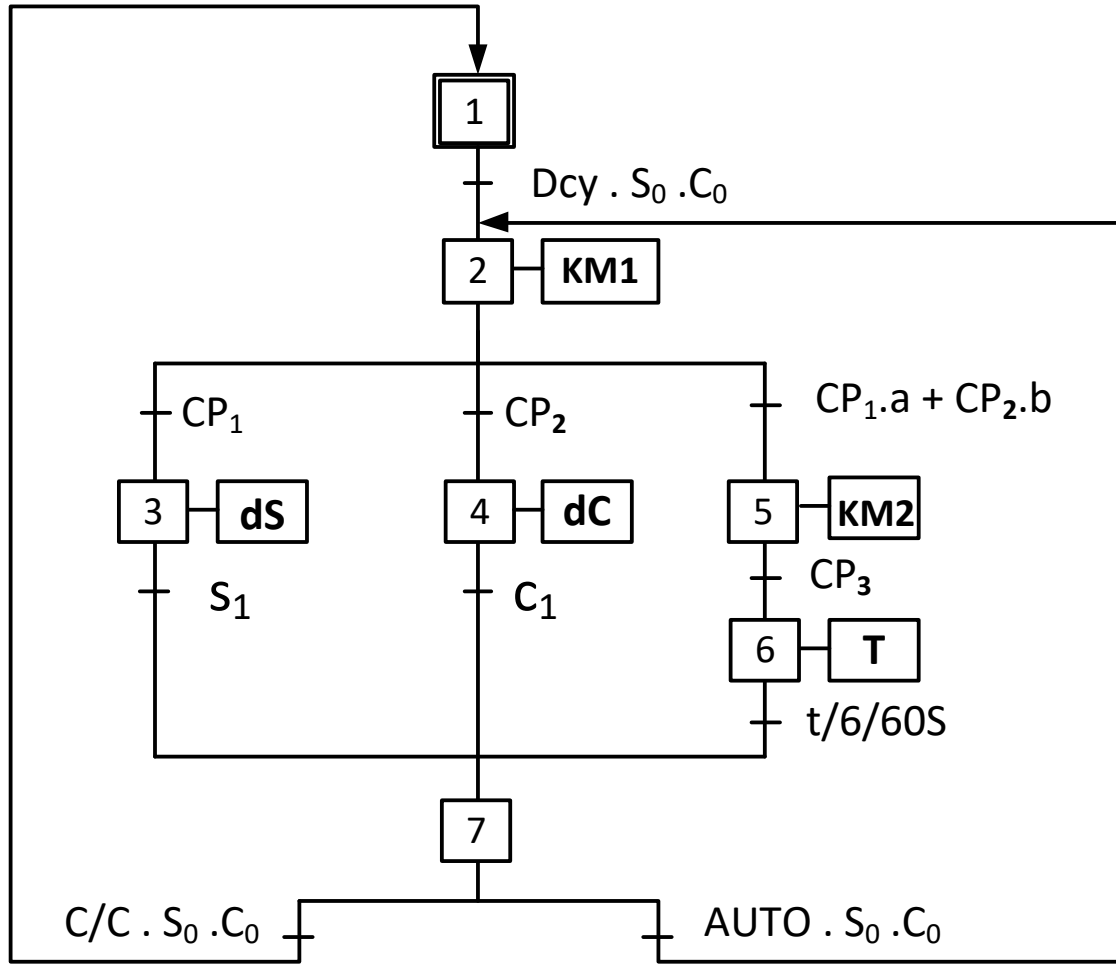 1
Dcy . S₀ .C₀
2 KM1
CP₁ CP₂ CP₁.a + CP₂.b
3 dS 4 dC 5 KM2
S₁ C₁ CP₃
6 T
t/6/60S
7
C/C . S₀ .C₀ AUTO . S₀ .C₀